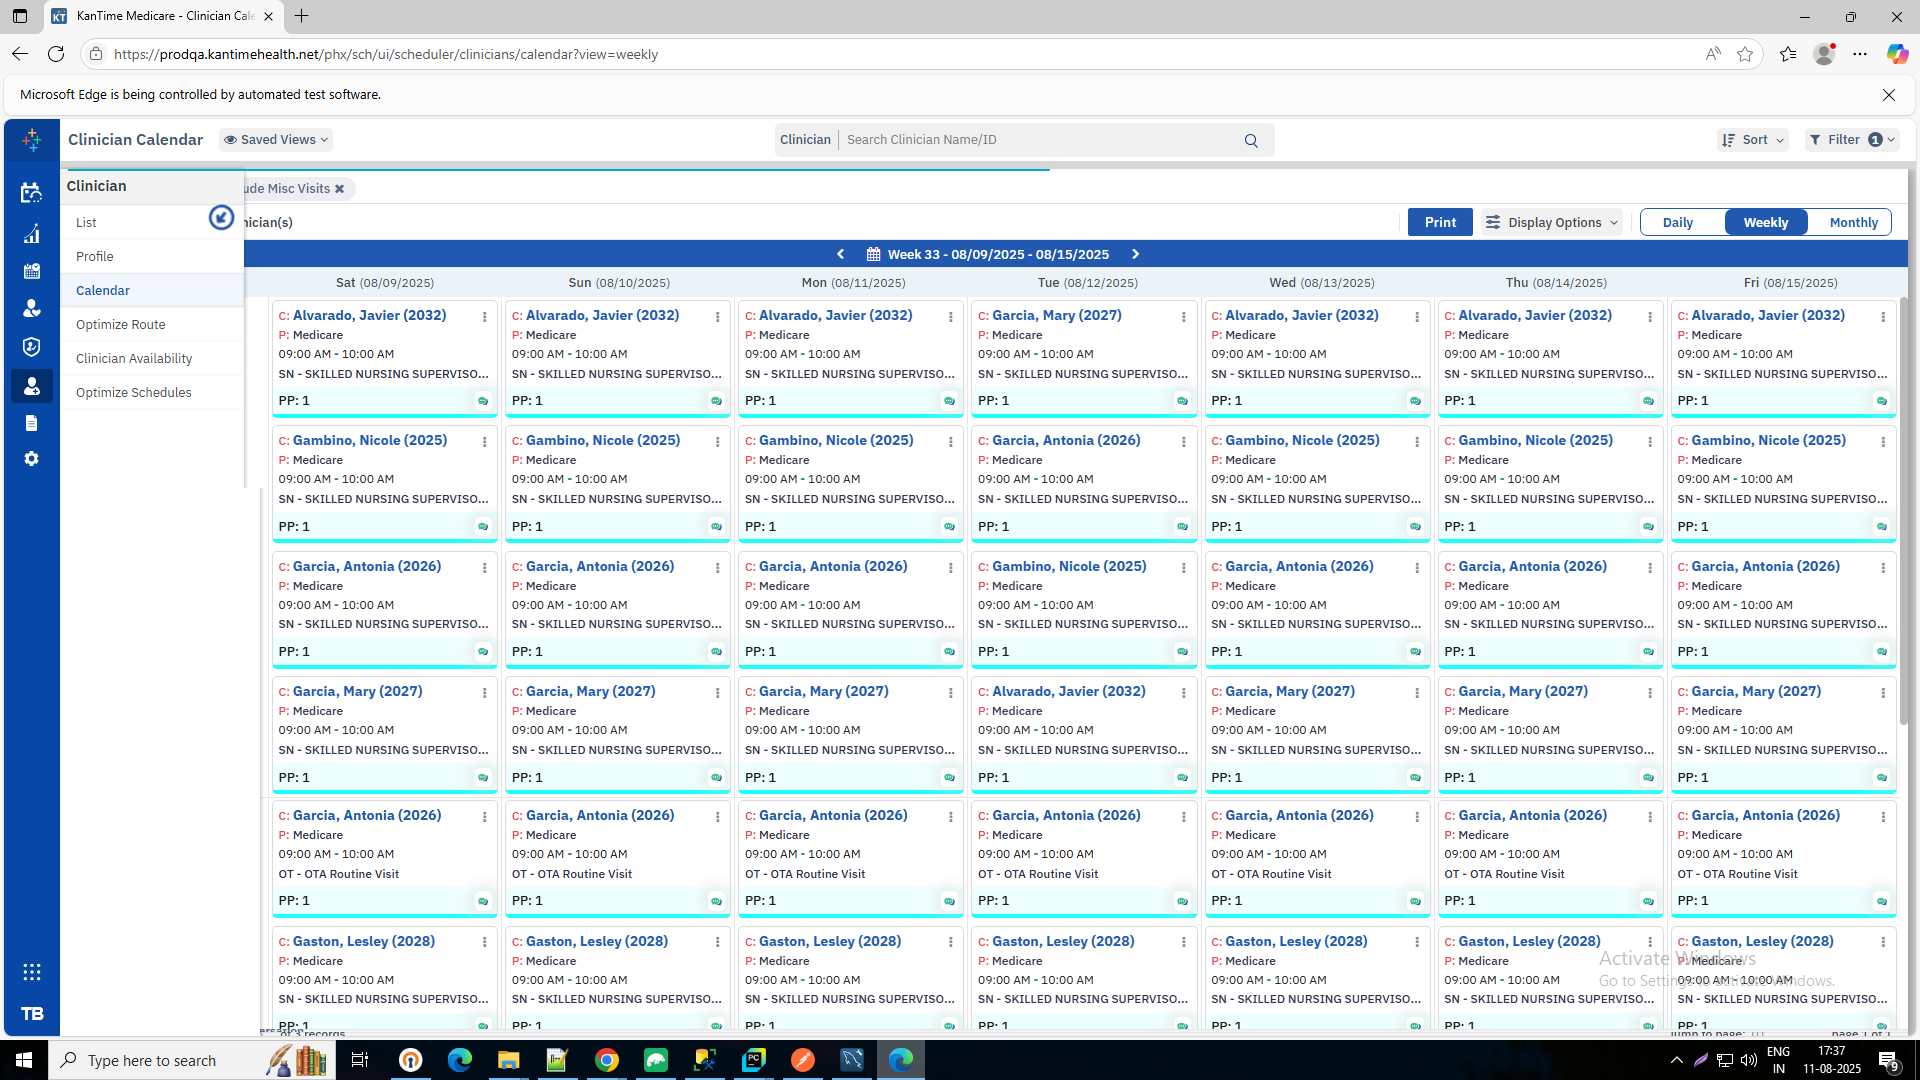 KanTime Medicare - Clinician Cale
https://prodqa.kantimehealth.net/phx/sch/ui/scheduler/clinicians/calendar?view=weekly
Microsoft Edge is being controlled by automated test software.
Clinician Calendar Saved Views Clinician Search Clinician Name/ID Sort Filter 1
Clinician
ude Misc Visits
List
nician(s) Print Display Options Daily Weekly Monthly
Profile
Calendar
Optimize Route
Clinician Availability
Optimize Schedules
Week 33 - 08/09/2025 - 08/15/2025
Sat (08/09/2025) Sun (08/10/2025) Mon (08/11/2025) Tue (08/12/2025) Wed (08/13/2025) Thu (08/14/2025) Fri (08/15/2025)
C: Alvarado, Javier (2032) C: Alvarado, Javier (2032) C: Alvarado, Javier (2032) C: Garcia, Mary (2027) C: Alvarado, Javier (2032) C: Alvarado, Javier (2032) C: Alvarado, Javier (2032)
P: Medicare P: Medicare P: Medicare P: Medicare P: Medicare P: Medicare P: Medicare
09:00 AM - 10:00 AM 09:00 AM - 10:00 AM 09:00 AM - 10:00 AM 09:00 AM - 10:00 AM 09:00 AM - 10:00 AM 09:00 AM - 10:00 AM 09:00 AM - 10:00 AM
SN - SKILLED NURSING SUPERVISO... SN - SKILLED NURSING SUPERVISO... SN - SKILLED NURSING SUPERVISO... SN - SKILLED NURSING SUPERVISO... SN - SKILLED NURSING SUPERVISO... SN - SKILLED NURSING SUPERVISO... SN - SKILLED NURSING SUPERVISO...
PP: 1 PP: 1 PP: 1 PP: 1 PP: 1 PP: 1 PP: 1
C: Gambino, Nicole (2025) C: Gambino, Nicole (2025) C: Gambino, Nicole (2025) C: Garcia, Antonia (2026) C: Gambino, Nicole (2025) C: Gambino, Nicole (2025) C: Gambino, Nicole (2025)
P: Medicare P: Medicare P: Medicare P: Medicare P: Medicare P: Medicare P: Medicare
09:00 AM - 10:00 AM 09:00 AM - 10:00 AM 09:00 AM - 10:00 AM 09:00 AM - 10:00 AM 09:00 AM - 10:00 AM 09:00 AM - 10:00 AM 09:00 AM - 10:00 AM
SN - SKILLED NURSING SUPERVISO... SN - SKILLED NURSING SUPERVISO... SN - SKILLED NURSING SUPERVISO... SN - SKILLED NURSING SUPERVISO... SN - SKILLED NURSING SUPERVISO... SN - SKILLED NURSING SUPERVISO... SN - SKILLED NURSING SUPERVISO...
PP: 1 PP: 1 PP: 1 PP: 1 PP: 1 PP: 1 PP: 1
C: Garcia, Antonia (2026) C: Garcia, Antonia (2026) C: Garcia, Antonia (2026) C: Gambino, Nicole (2025) C: Garcia, Antonia (2026) C: Garcia, Antonia (2026) C: Garcia, Antonia (2026)
P: Medicare P: Medicare P: Medicare P: Medicare P: Medicare P: Medicare P: Medicare
09:00 AM - 10:00 AM 09:00 AM - 10:00 AM 09:00 AM - 10:00 AM 09:00 AM - 10:00 AM 09:00 AM - 10:00 AM 09:00 AM - 10:00 AM 09:00 AM - 10:00 AM
SN - SKILLED NURSING SUPERVISO... SN - SKILLED NURSING SUPERVISO... SN - SKILLED NURSING SUPERVISO... SN - SKILLED NURSING SUPERVISO... SN - SKILLED NURSING SUPERVISO... SN - SKILLED NURSING SUPERVISO... SN - SKILLED NURSING SUPERVISO...
PP: 1 PP: 1 PP: 1 PP: 1 PP: 1 PP: 1 PP: 1
C: Garcia, Mary (2027) C: Garcia, Mary (2027) C: Garcia, Mary (2027) C: Alvarado, Javier (2032) C: Garcia, Mary (2027) C: Garcia, Mary (2027) C: Garcia, Mary (2027)
P: Medicare P: Medicare P: Medicare P: Medicare P: Medicare P: Medicare P: Medicare
09:00 AM - 10:00 AM 09:00 AM - 10:00 AM 09:00 AM - 10:00 AM 09:00 AM - 10:00 AM 09:00 AM - 10:00 AM 09:00 AM - 10:00 AM 09:00 AM - 10:00 AM
SN - SKILLED NURSING SUPERVISO... SN - SKILLED NURSING SUPERVISO... SN - SKILLED NURSING SUPERVISO... SN - SKILLED NURSING SUPERVISO... SN - SKILLED NURSING SUPERVISO... SN - SKILLED NURSING SUPERVISO... SN - SKILLED NURSING SUPERVISO...
PP: 1 PP: 1 PP: 1 PP: 1 PP: 1 PP: 1 PP: 1
C: Garcia, Antonia (2026) C: Garcia, Antonia (2026) C: Garcia, Antonia (2026) C: Garcia, Antonia (2026) C: Garcia, Antonia (2026) C: Garcia, Antonia (2026) C: Garcia, Antonia (2026)
P: Medicare P: Medicare P: Medicare P: Medicare P: Medicare P: Medicare P: Medicare
09:00 AM - 10:00 AM 09:00 AM - 10:00 AM 09:00 AM - 10:00 AM 09:00 AM - 10:00 AM 09:00 AM - 10:00 AM 09:00 AM - 10:00 AM 09:00 AM - 10:00 AM
OT - OTA Routine Visit OT - OTA Routine Visit OT - OTA Routine Visit OT - OTA Routine Visit OT - OTA Routine Visit OT - OTA Routine Visit OT - OTA Routine Visit
PP: 1 PP: 1 PP: 1 PP: 1 PP: 1 PP: 1 PP: 1
C: Gaston, Lesley (2028) C: Gaston, Lesley (2028) C: Gaston, Lesley (2028) C: Gaston, Lesley (2028) C: Gaston, Lesley (2028) C: Gaston, Lesley (2028) C: Gaston, Lesley (2028)
P: Medicare P: Medicare P: Medicare P: Medicare P: Medicare P: Medicare P: Medicare
09:00 AM - 10:00 AM 09:00 AM - 10:00 AM 09:00 AM - 10:00 AM 09:00 AM - 10:00 AM 09:00 AM - 10:00 AM 09:00 AM - 10:00 AM 09:00 AM - 10:00 AM
SN - SKILLED NURSING SUPERVISO... SN - SKILLED NURSING SUPERVISO... SN - SKILLED NURSING SUPERVISO... SN - SKILLED NURSING SUPERVISO... SN - SKILLED NURSING SUPERVISO... SN - SKILLED NURSING SUPERVISO... SN - SKILLED NURSING SUPERVISO...
PP: 1 PP: 1 PP: 1 PP: 1 PP: 1 PP: 1 PP: 1
Activate Windows
Go to Settings to activate Windows.
TB
of 3 records Jump to page: page 1 of 1
Type here to search
ENG
IN
17:37
11-08-2025
9